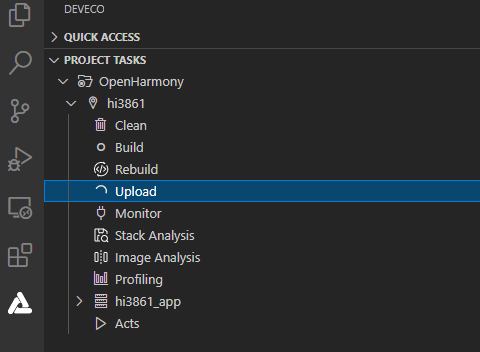 DEVECO
QUICK ACCESS
PROJECT TASKS
OpenHarmony
hi3861
Clean
Build
Rebuild
Upload
Monitor
Stack Analysis
Image Analysis
Profiling
hi3861_app
Acts